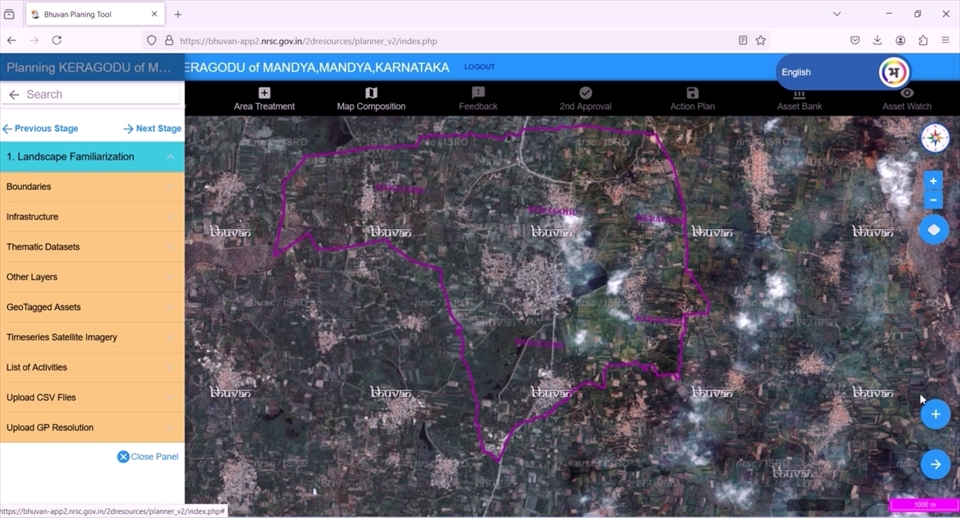 Bhuvan Planing Tool
https://bhuvan-app2.nrsc.gov.in/2dresources/planner_v2/index.php
Planning KERAGODU of M...
ERAGODU of MANDYA,MANDYA,KARNATAKA
LOGOUT
English
भ
Search
Area Treatment
Map Composition
Feedback
2nd Approval
Action Plan
Asset Bank
Asset Watch
Previous Stage
Next Stage
1. Landscape Familiarization
Boundaries
Infrastructure
Thematic Datasets
Other Layers
GeoTagged Assets
Timeseries Satellite Imagery
List of Activities
Upload CSV Files
Upload GP Resolution
Close Panel
nrsc / ISRO
bhuvan
bhuvan
bhuvan
bhuvan
bhuvan
bhuvan
bhuvan
bhuvan
bhuvan
bhuvan
1000 m
https://bhuvan-app2.nrsc.gov.in/2dresources/planner_v2/index.php#